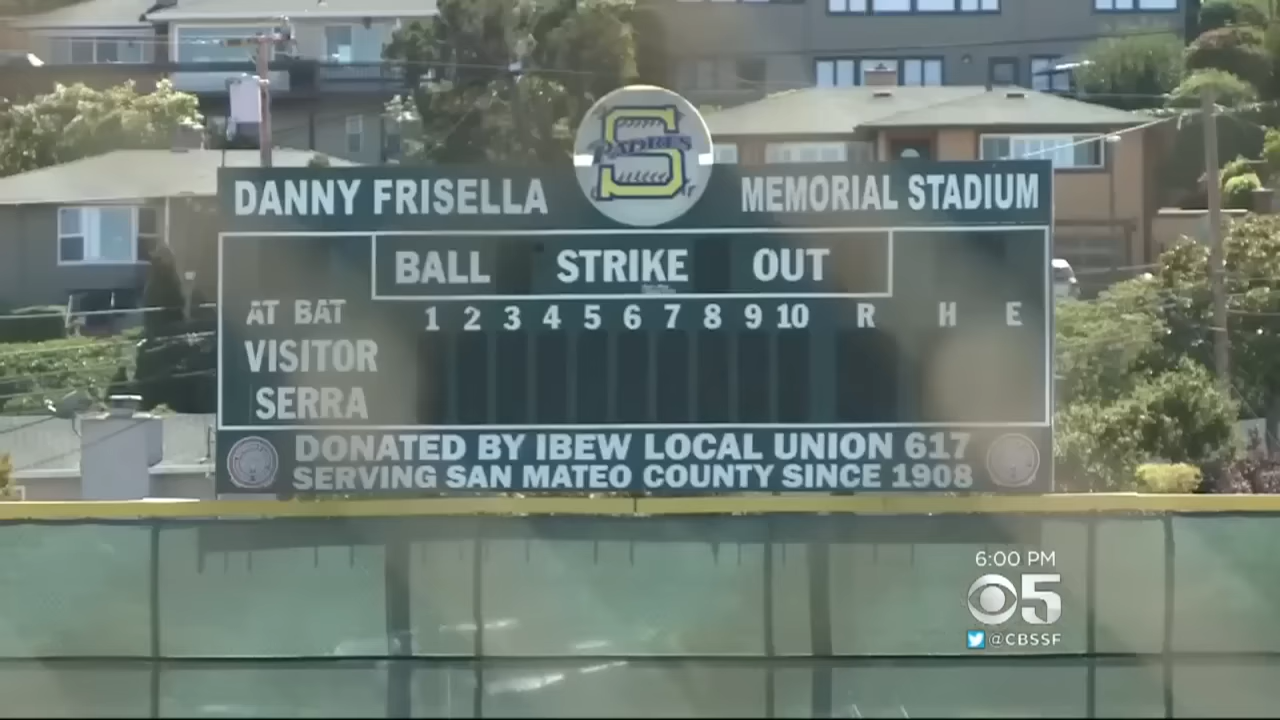 DANNY FRISELLA S PADRES MEMORIAL STADIUM
BALL STRIKE OUT
AT BAT 1 2 3 4 5 6 7 8 9 10 R H E
VISITOR
SERRA
DONATED BY IBEW LOCAL UNION 617
SERVING SAN MATEO COUNTY SINCE 1908
6:00 PM
5
@CBSSF